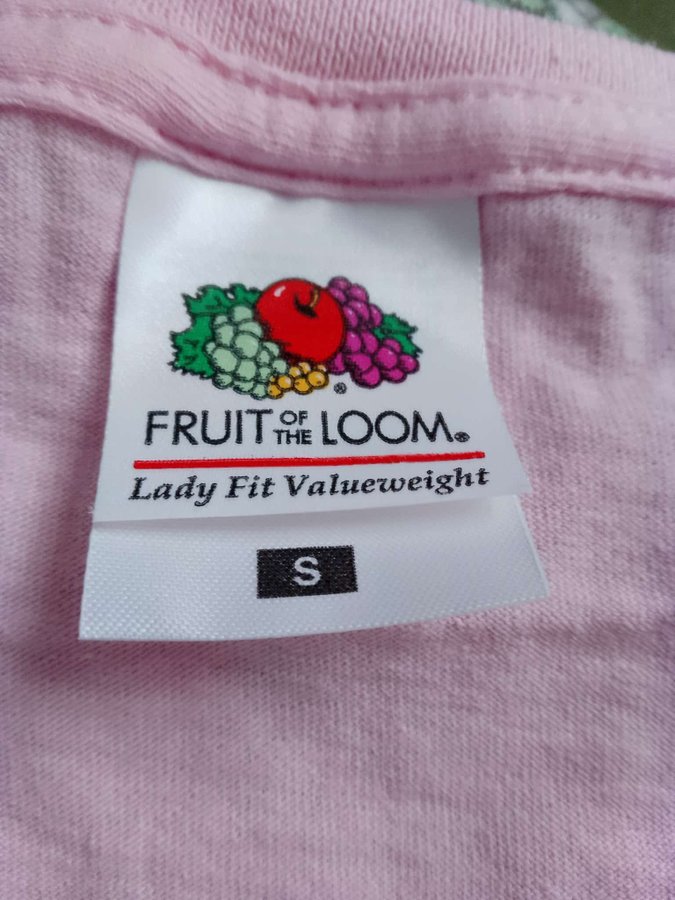 FRUIT OF THE LOOM®
Lady Fit Valueweight
S